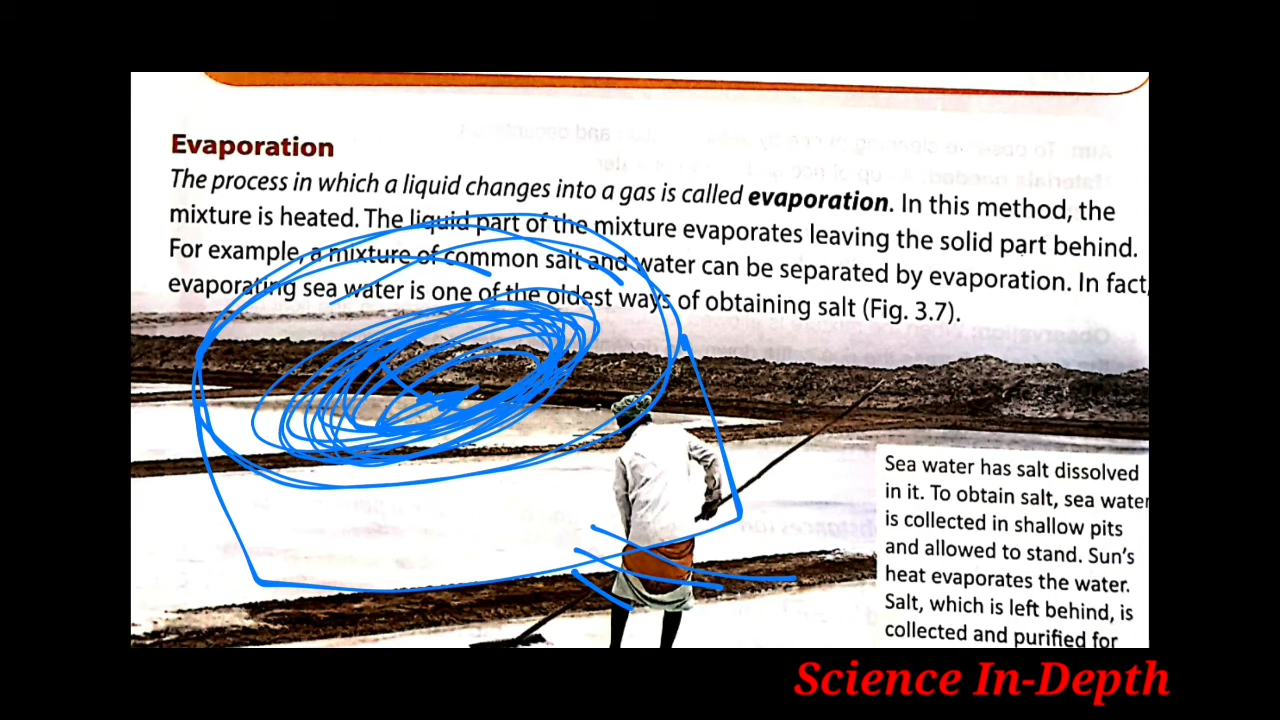 Evaporation
The process in which a liquid changes into a gas is called evaporation. In this method, the
mixture is heated. The liquid part of the mixture evaporates leaving the solid part behind.
For example, a mixture of common salt and water can be separated by evaporation. In fact,
evaporating sea water is one of the oldest ways of obtaining salt (Fig. 3.7).
Sea water has salt dissolved
in it. To obtain salt, sea water
is collected in shallow pits
and allowed to stand. Sun's
heat evaporates the water.
Salt, which is left behind, is
collected and purified for
Science In-Depth